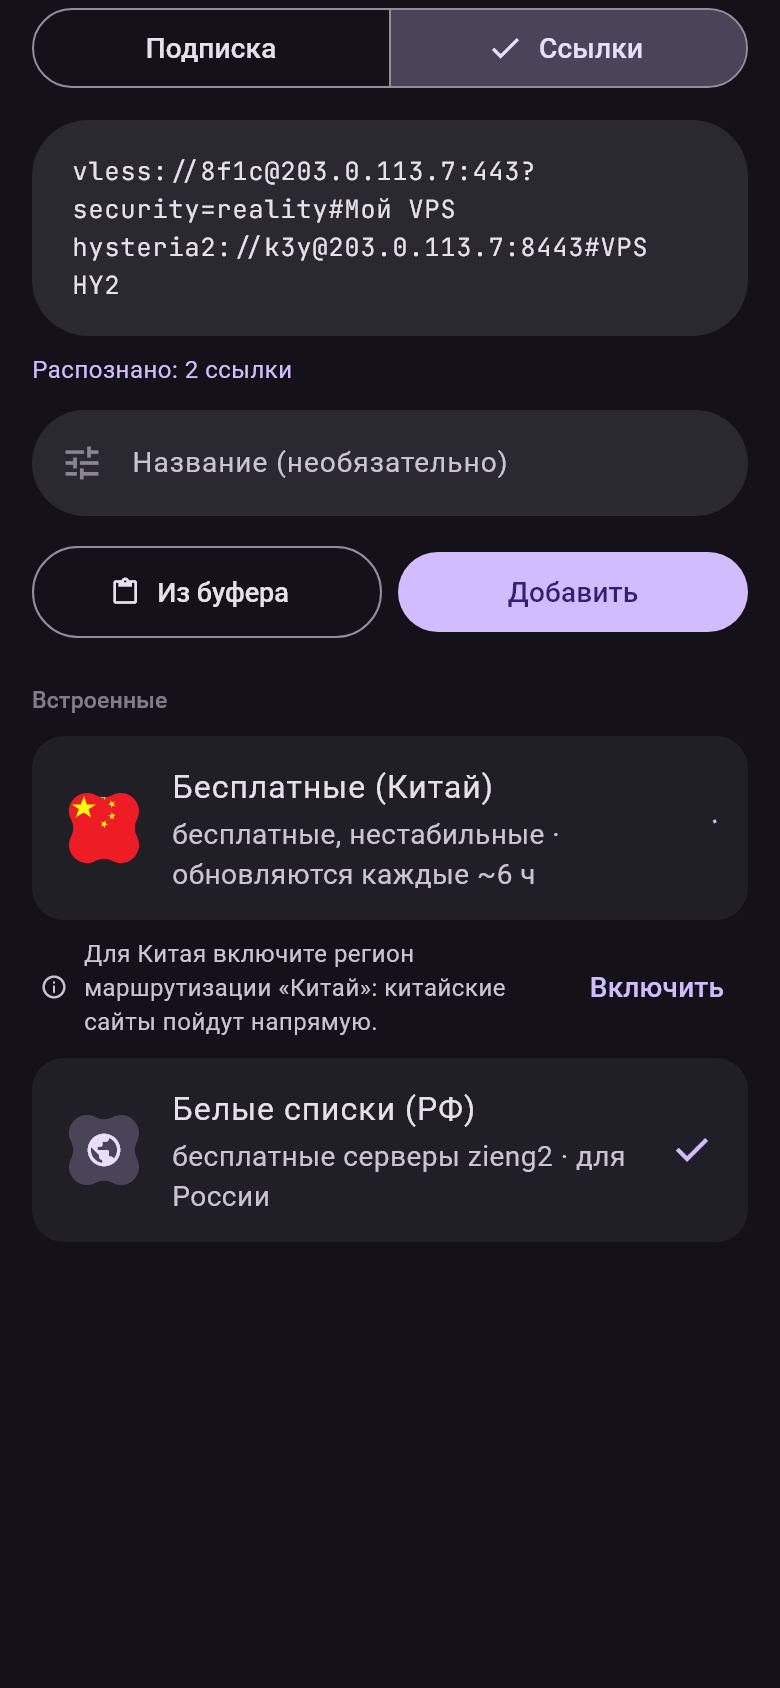 Подписка
Ссылки
vless://8f1c@203.0.113.7:443?
security=reality#Мой VPS
hysteria2://k3y@203.0.113.7:8443#VPS
HY2
Распознано: 2 ссылки
Название (необязательно)
Из буфера
Добавить
Встроенные
Бесплатные (Китай)
бесплатные, нестабильные ·
обновляются каждые ~6 ч
Для Китая включите регион
маршрутизации «Китай»: китайские
сайты пойдут напрямую.
Включить
Белые списки (РФ)
бесплатные серверы zieng2 · для
России